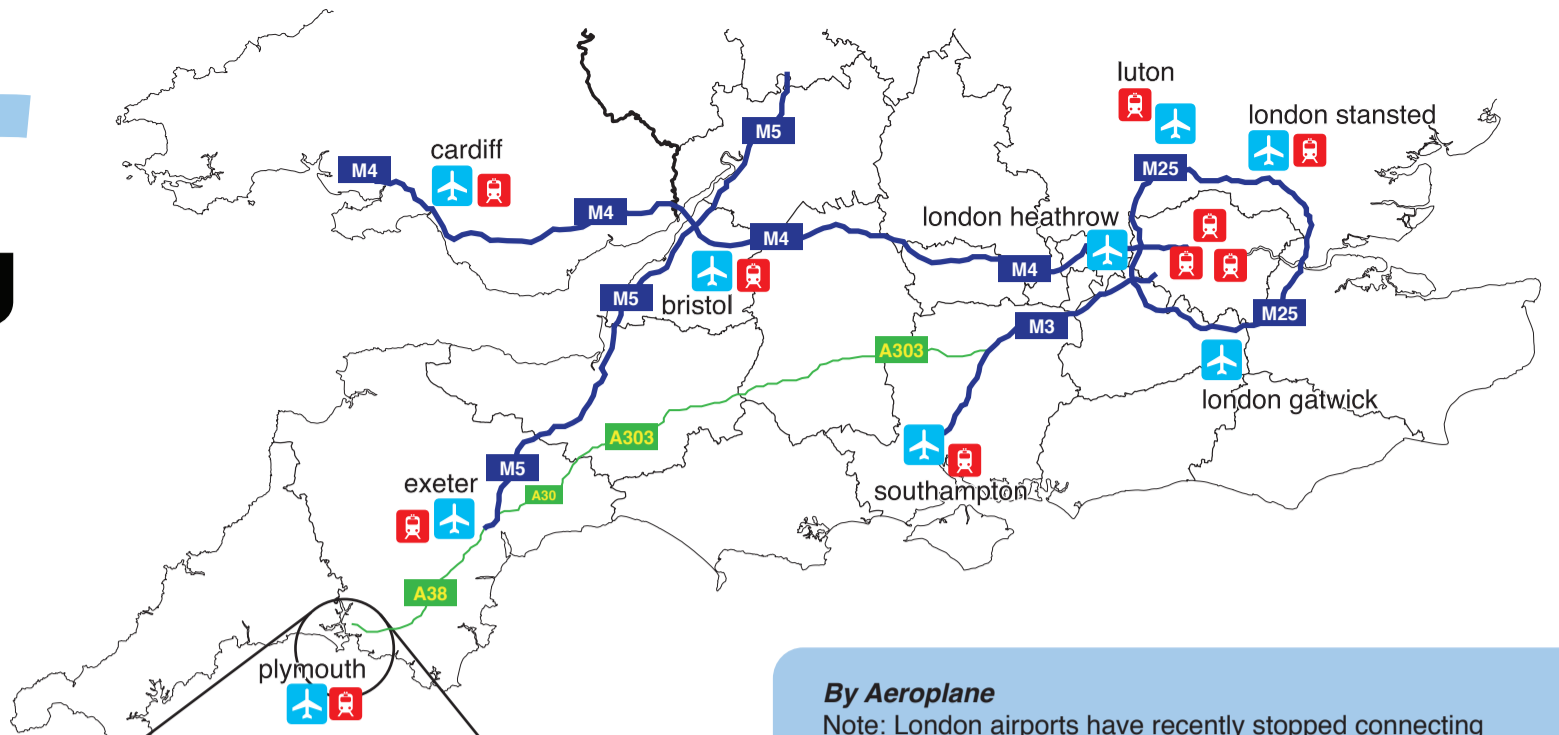 luton
london stansted
M5
cardiff
M4
M25
M4
london heathrow
M4
M4
M5
bristol
M25
M3
A303
london gatwick
A303
M5
exeter
A30
southampton
A38
plymouth
By Aeroplane
Note: London airports have recently stopped connecting